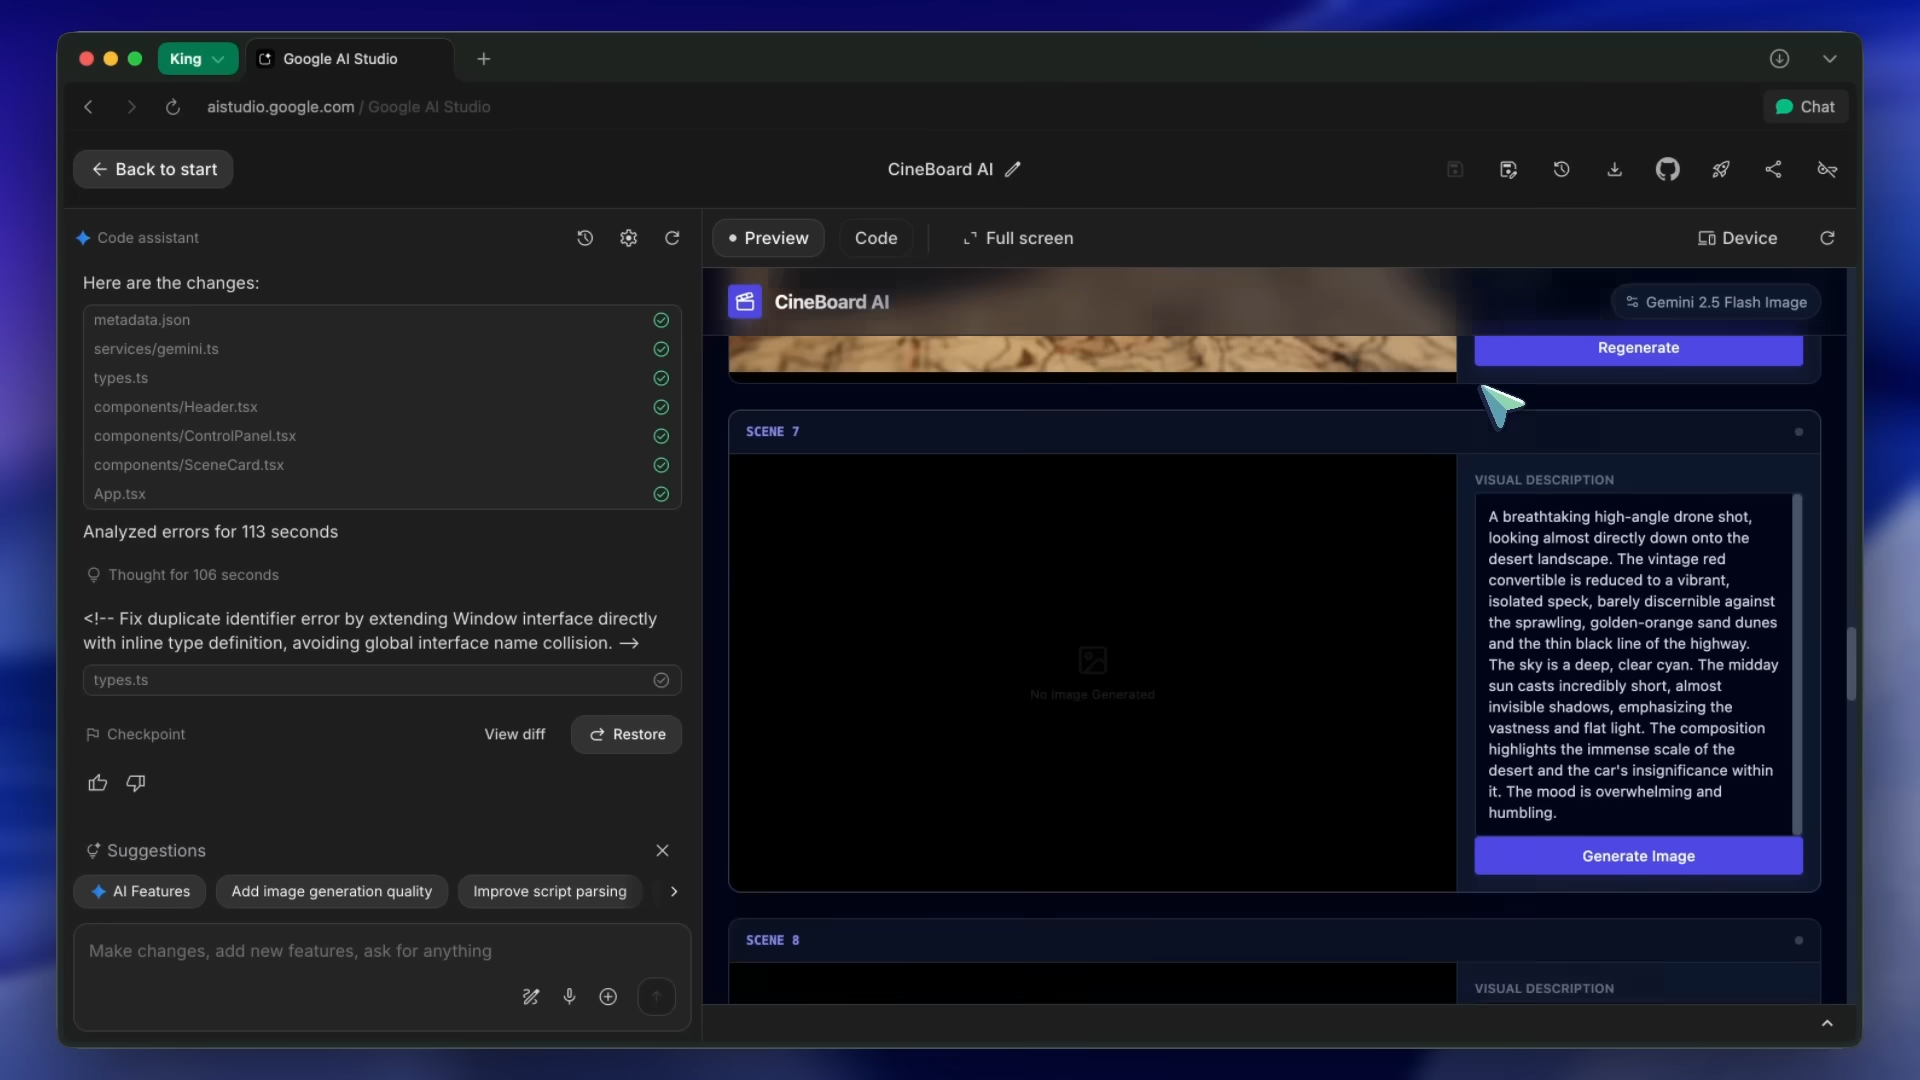 King
Google AI Studio
aistudio.google.com / Google AI Studio
Chat
Back to start
CineBoard AI
Code assistant
Preview
Code
Full screen
Device
Here are the changes:
metadata.json
services/gemini.ts
types.ts
components/Header.tsx
components/ControlPanel.tsx
components/SceneCard.tsx
App.tsx
Analyzed errors for 113 seconds
Thought for 106 seconds
<!-- Fix duplicate identifier error by extending Window interface directly
with inline type definition, avoiding global interface name collision. -->
types.ts
Checkpoint
View diff
Restore
Suggestions
AI Features
Add image generation quality
Improve script parsing
Make changes, add new features, ask for anything
CineBoard AI
Gemini 2.5 Flash Image
Regenerate
SCENE 7
No Image Generated
VISUAL DESCRIPTION
A breathtaking high-angle drone shot,
looking almost directly down onto the
desert landscape. The vintage red
convertible is reduced to a vibrant,
isolated speck, barely discernible against
the sprawling, golden-orange sand dunes
and the thin black line of the highway.
The sky is a deep, clear cyan. The midday
sun casts incredibly short, almost
invisible shadows, emphasizing the
vastness and flat light. The composition
highlights the immense scale of the
desert and the car's insignificance within
it. The mood is overwhelming and
humbling.
Generate Image
SCENE 8
VISUAL DESCRIPTION